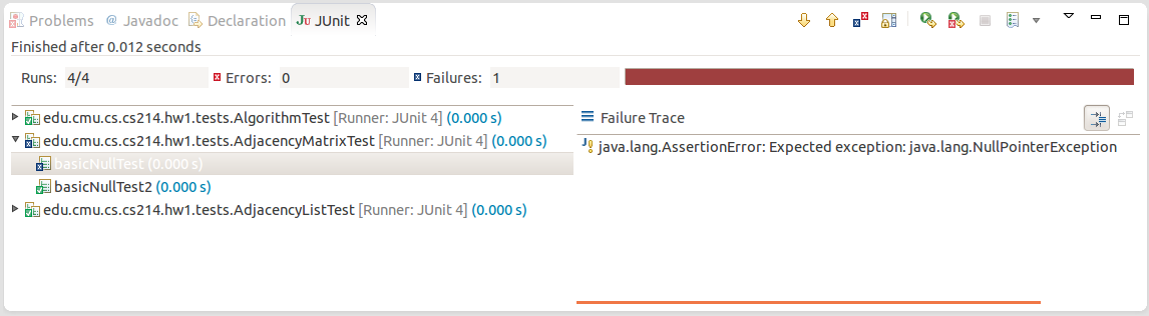 Problems @ Javadoc Declaration JUnit
Finished after 0.012 seconds
Runs: 4/4 Errors: 0 Failures: 1
edu.cmu.cs.cs214.hw1.tests.AlgorithmTest [Runner: JUnit 4] (0.000 s)
edu.cmu.cs.cs214.hw1.tests.AdjacencyMatrixTest [Runner: JUnit 4] (0.000 s)
basicNullTest (0.000 s)
basicNullTest2 (0.000 s)
edu.cmu.cs.cs214.hw1.tests.AdjacencyListTest [Runner: JUnit 4] (0.000 s)
Failure Trace
java.lang.AssertionError: Expected exception: java.lang.NullPointerException